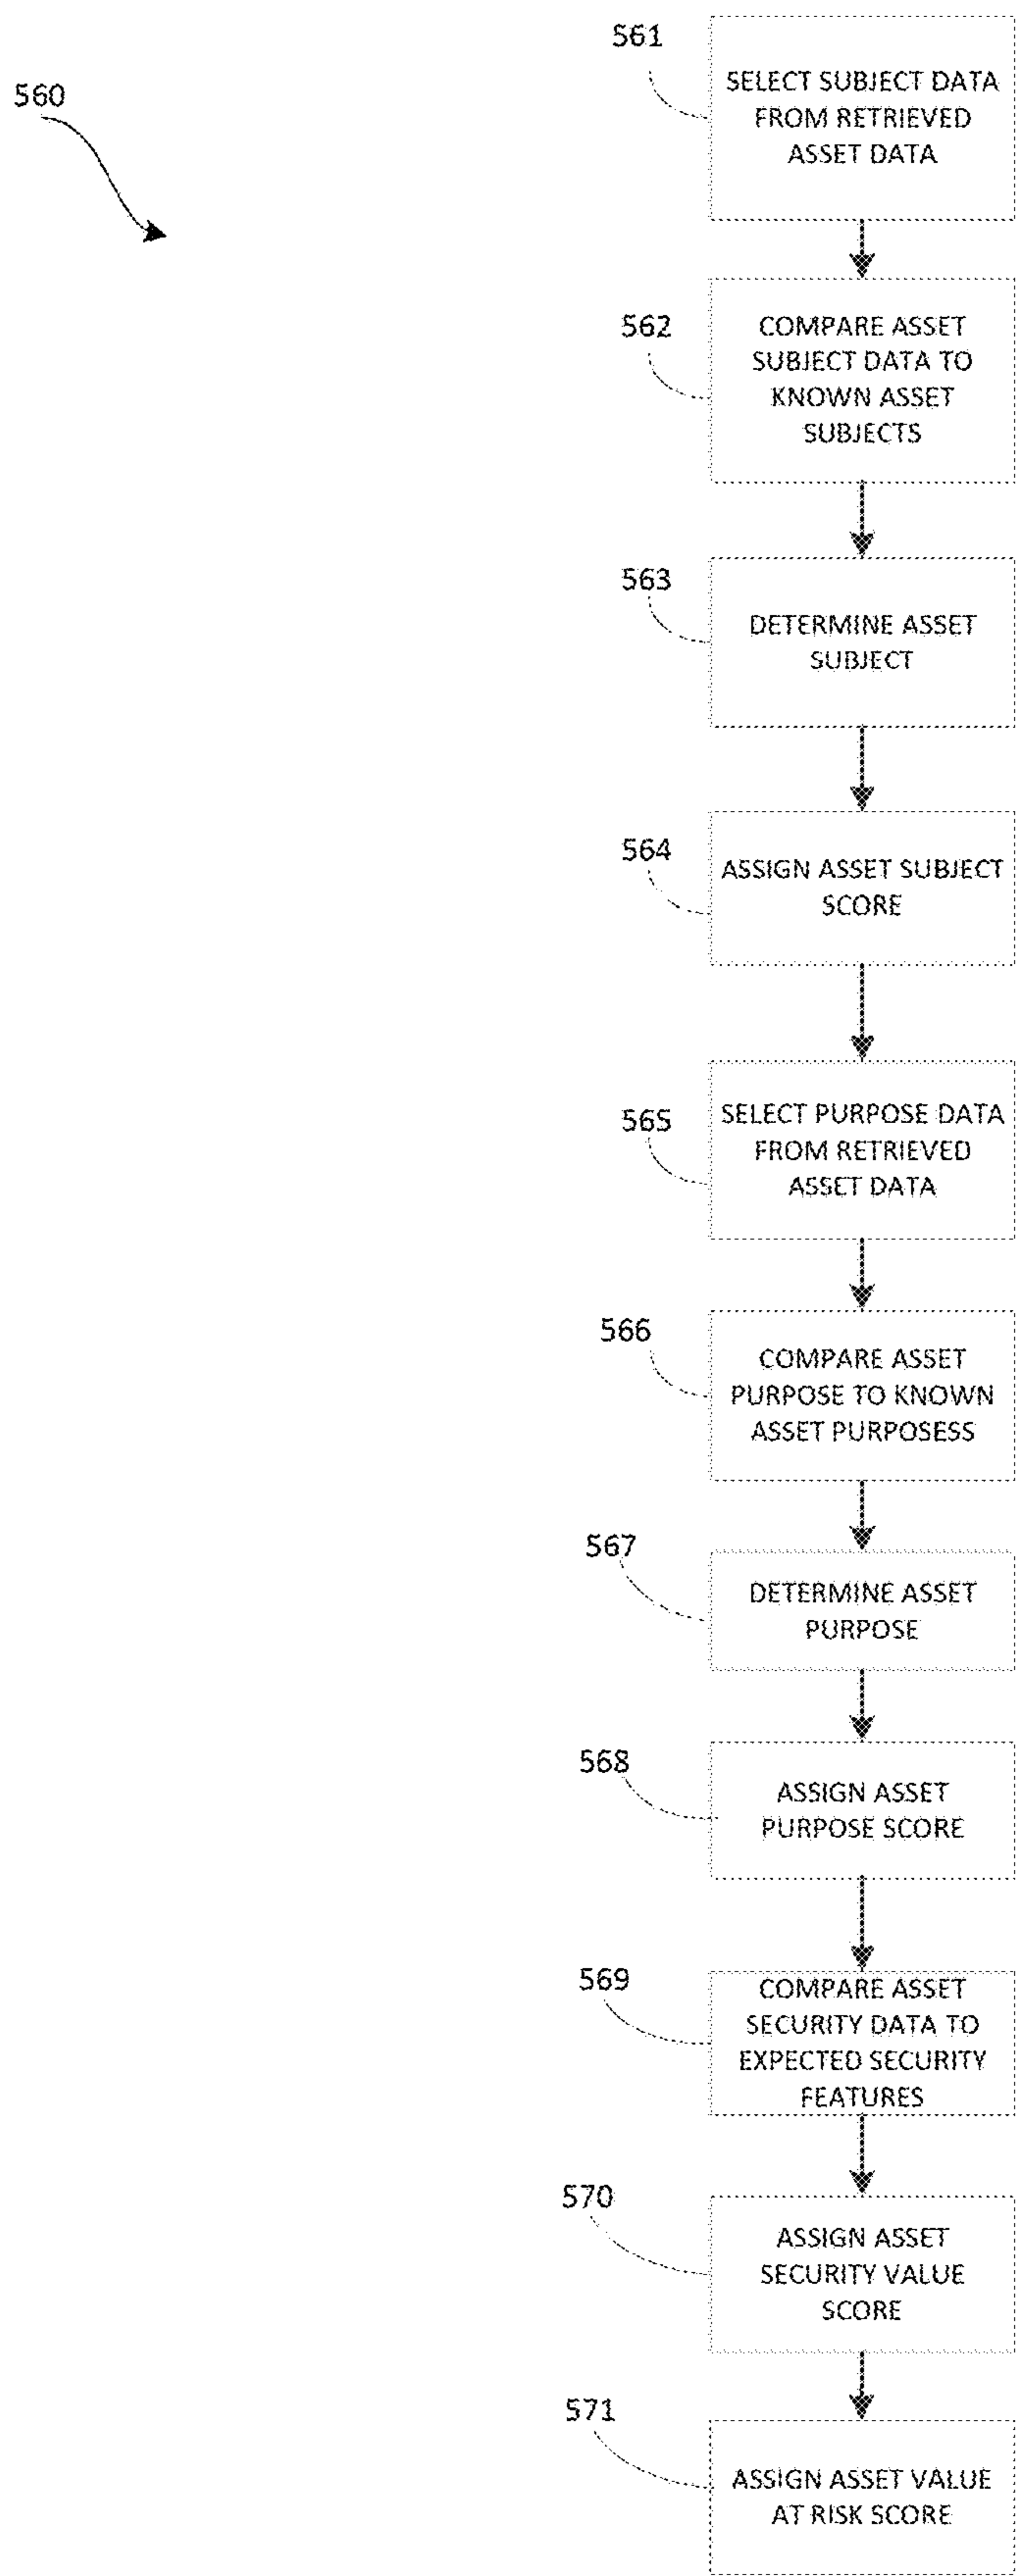 560
561
SELECT SUBJECT DATA
FROM RETRIEVED
ASSET DATA
562
COMPARE ASSET
SUBJECT DATA TO
KNOWN ASSET
SUBJECTS
563
DETERMINE ASSET
SUBJECT
564
ASSIGN ASSET SUBJECT
SCORE
565
SELECT PURPOSE DATA
FROM RETRIEVED
ASSET DATA
566
COMPARE ASSET
PURPOSE TO KNOWN
ASSET PURPOSESS
567
DETERMINE ASSET
PURPOSE
568
ASSIGN ASSET
PURPOSE SCORE
569
COMPARE ASSET
SECURITY DATA TO
EXPECTED SECURITY
FEATURES
570
ASSIGN ASSET
SECURITY VALUE
SCORE
571
ASSIGN ASSET VALUE
AT RISK SCORE